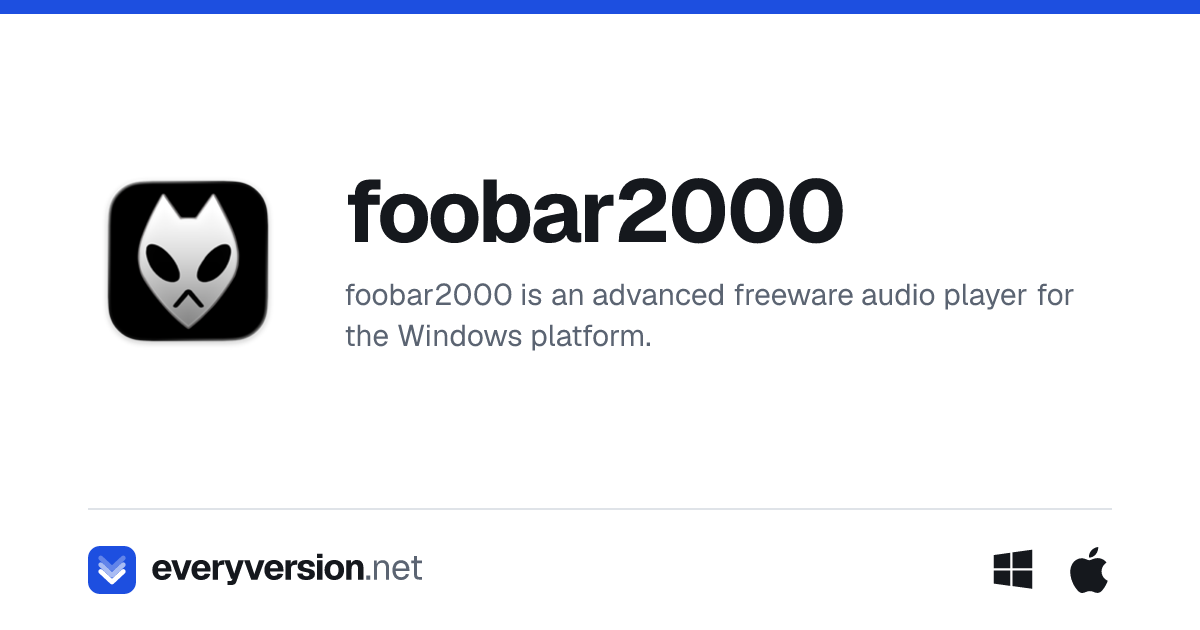 foobar2000
foobar2000 is an advanced freeware audio player for
the Windows platform.
everyversion.net